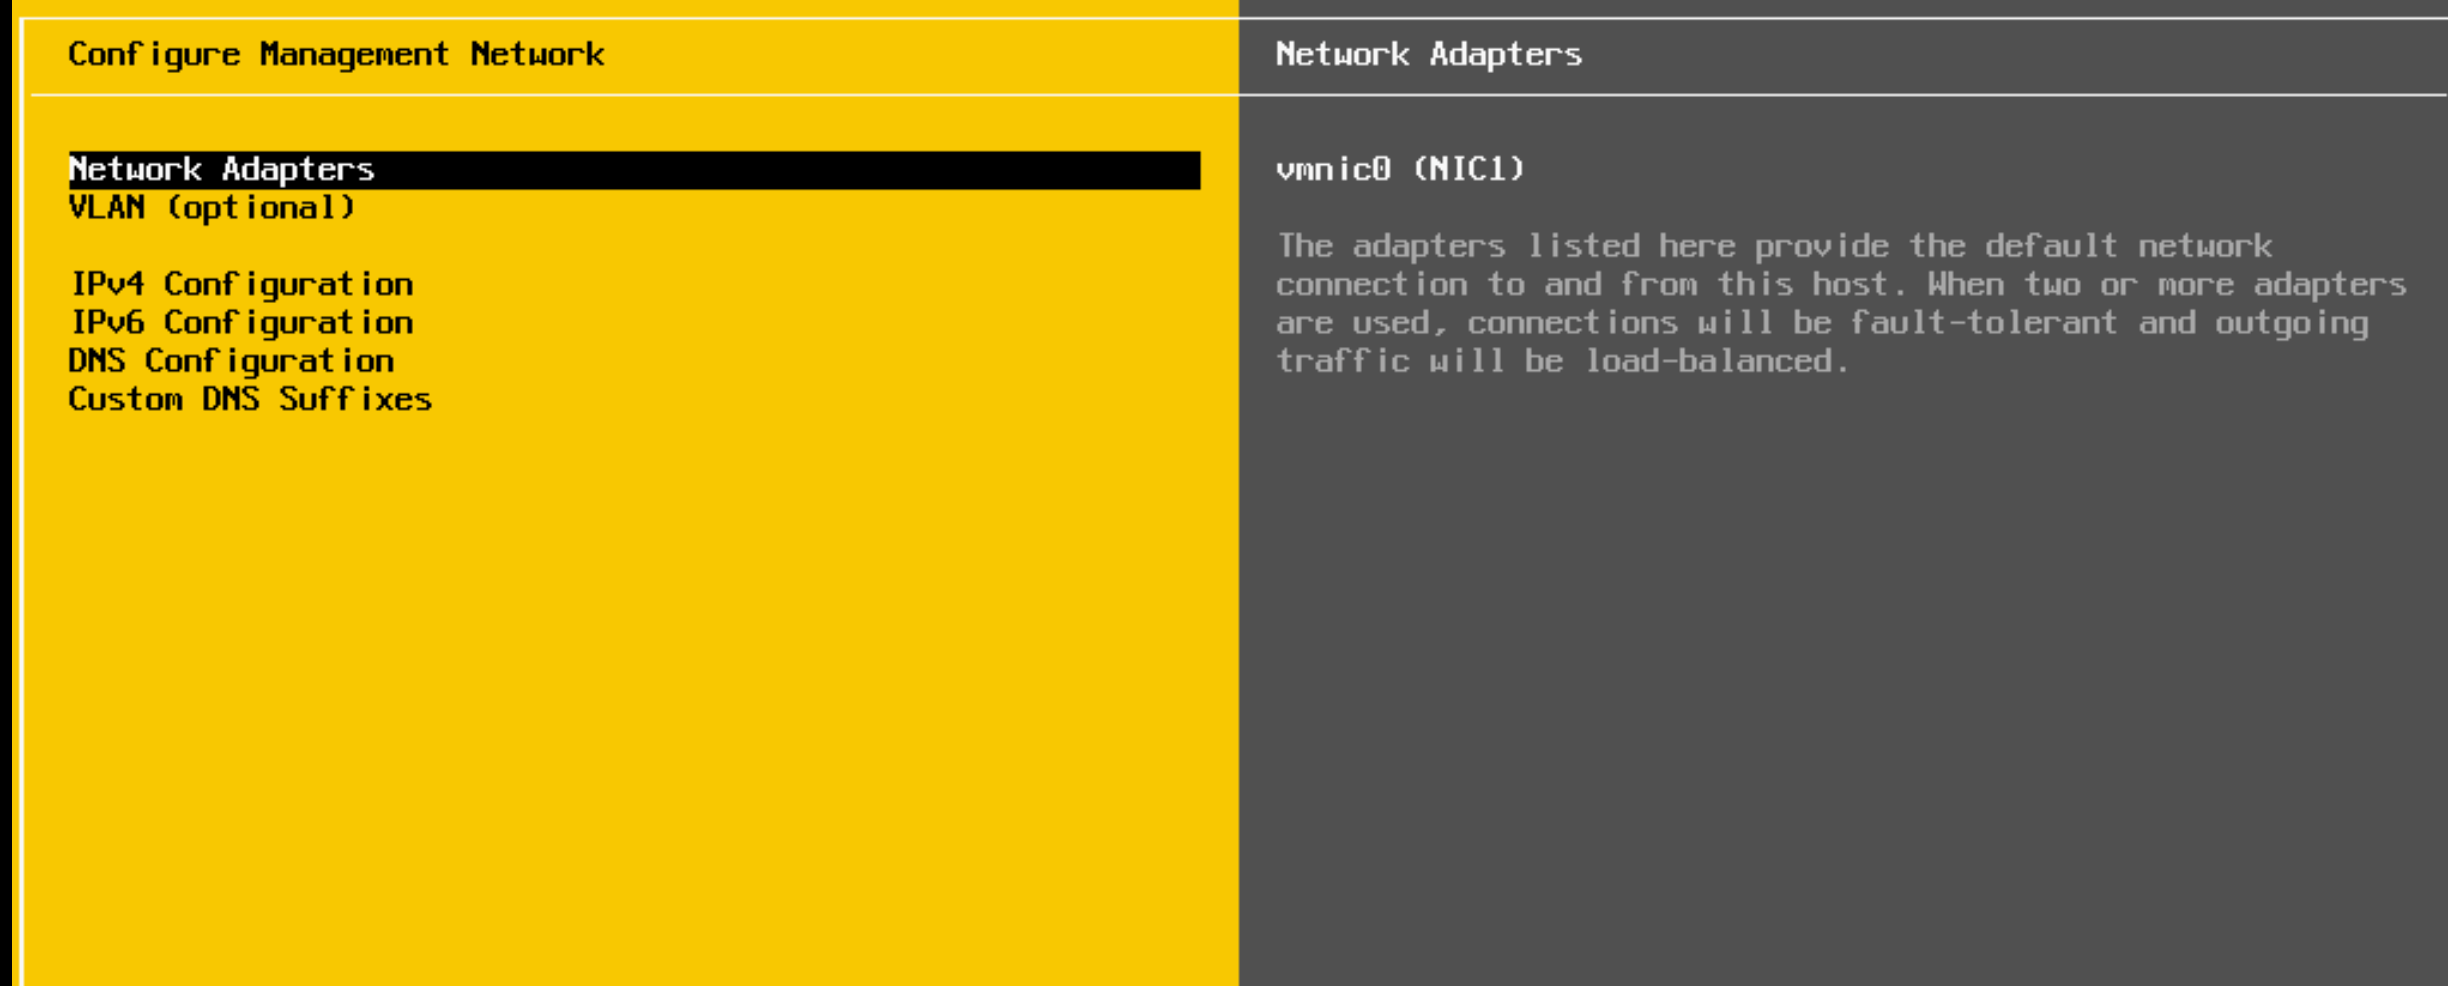 Configure Management Network
Network Adapters
Network Adapters
VLAN (optional)
IPv4 Configuration
IPv6 Configuration
DNS Configuration
Custom DNS Suffixes
vmnic0 (NIC1)
The adapters listed here provide the default network
connection to and from this host. When two or more adapters
are used, connections will be fault-tolerant and outgoing
traffic will be load-balanced.